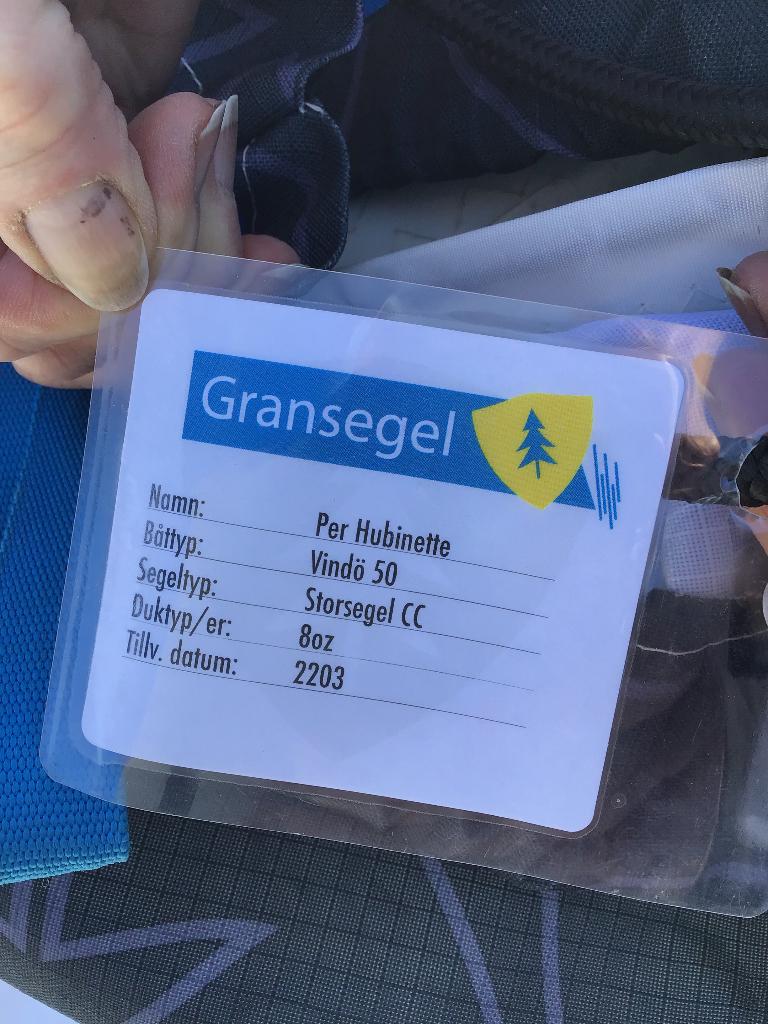 Gransegel
Namn: Per Hubinette
Båttyp: Vindö 50
Segeltyp: Storsegel CC
Duktyp/er: 8oz
Tillv. datum: 2203